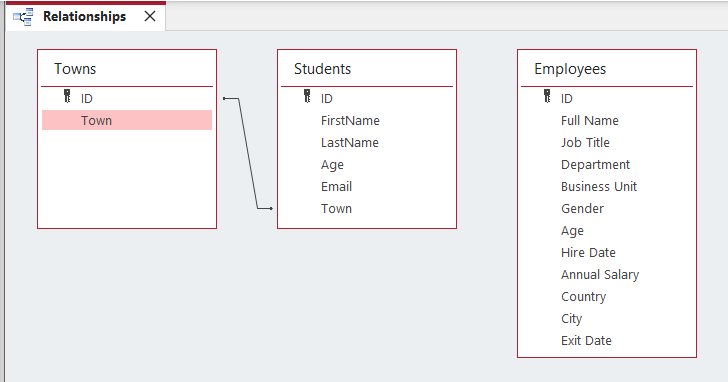 Relationships
Towns
ID
Town
Students
ID
FirstName
LastName
Age
Email
Town
Employees
ID
Full Name
Job Title
Department
Business Unit
Gender
Age
Hire Date
Annual Salary
Country
City
Exit Date